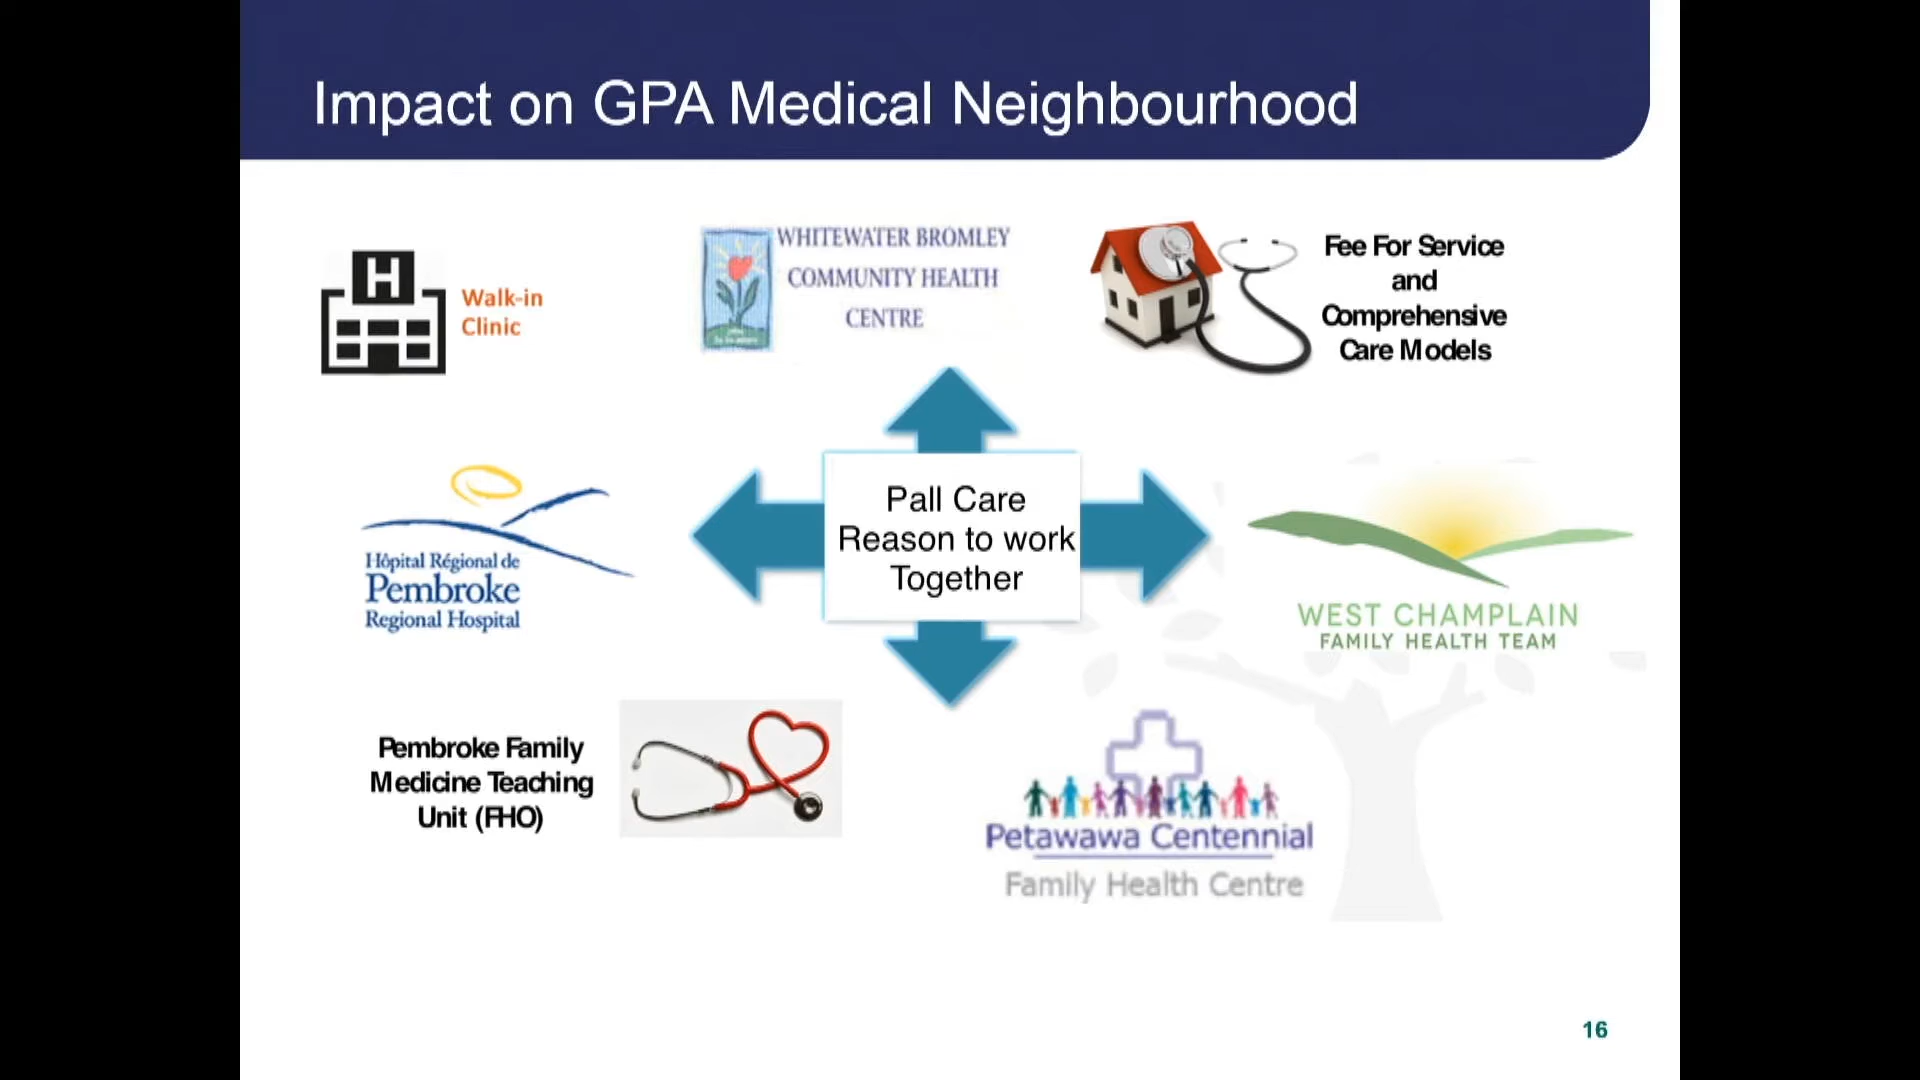 Impact on GPA Medical Neighbourhood
H
Walk-in
Clinic
WHITEWATER BROMLEY
COMMUNITY HEALTH
CENTRE
Fee For Service
and
Comprehensive
Care Models
Pall Care
Reason to work
Together
Hôpital Régional de
Pembroke
Regional Hospital
WEST CHAMPLAIN
FAMILY HEALTH TEAM
Pembroke Family
Medicine Teaching
Unit (FHO)
Petawawa Centennial
Family Health Centre
16